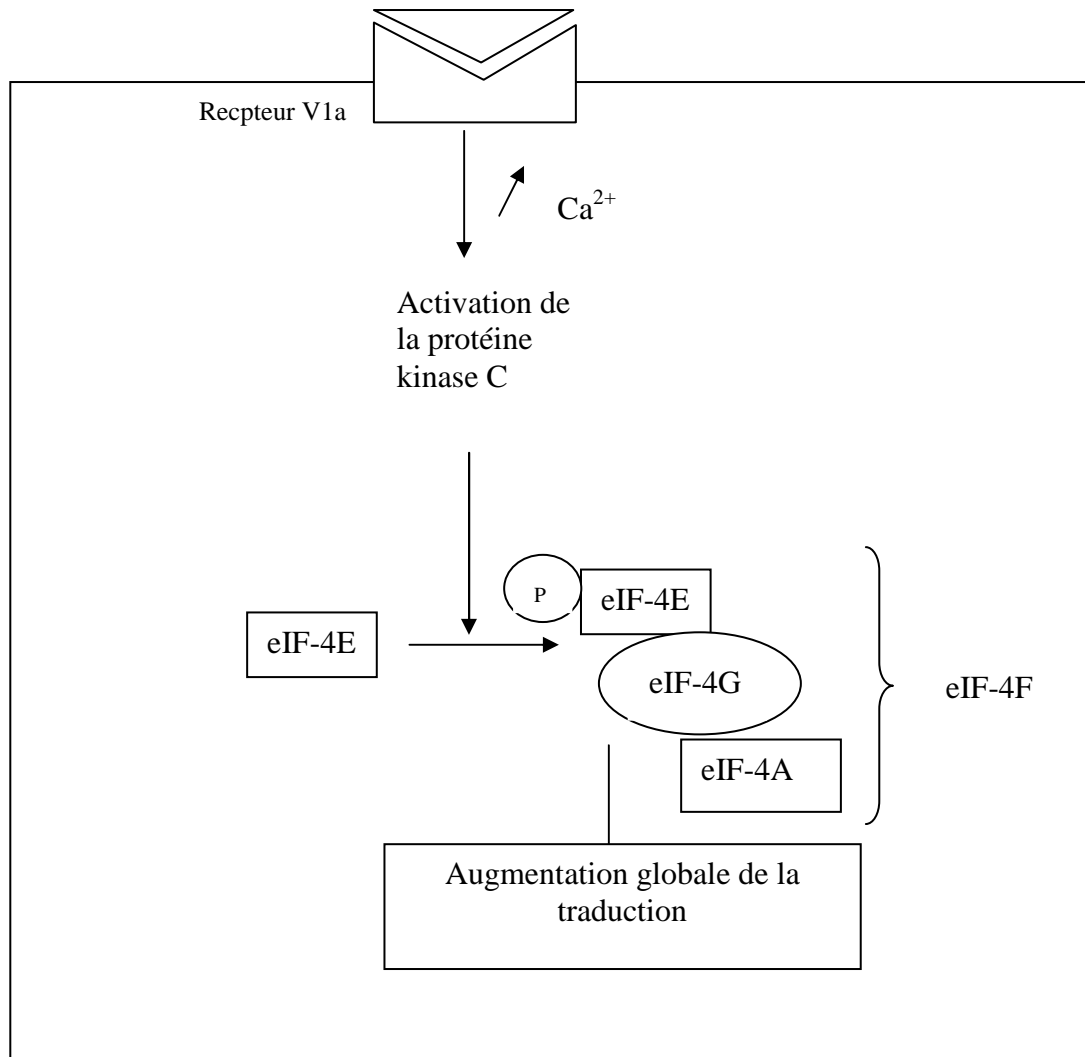 Recpteur V1a
Ca2+
Activation de
la protéine
kinase C
P
eIF-4E
eIF-4E
eIF-4G
eIF-4F
eIF-4A
Augmentation globale de la
traduction